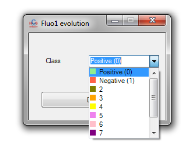 Fluo1 evolution
Class
Positive (0)
Positive (0)
Negative (1)
2
3
4
5
6
7